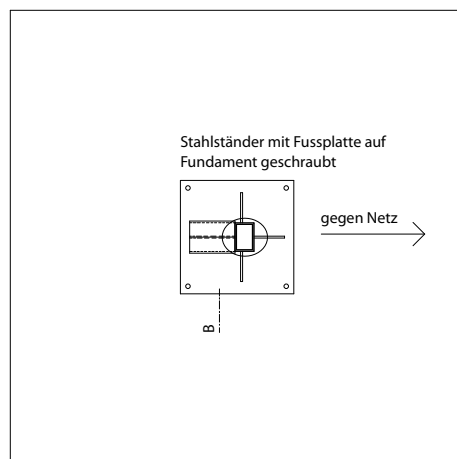 Stahlständer mit Fussplatte auf
Fundament geschraubt
gegen Netz
B